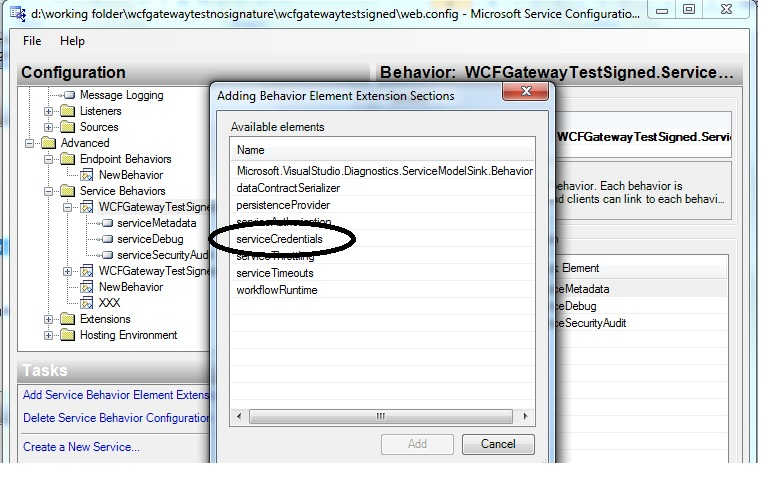 d:\working folder\wcfgatewaytestnosignature\wcfgatewaytestsigned\web.config - Microsoft Service Configuratio...
File Help
Configuration
Behavior: WCFGatewayTestSigned.Service...
Message Logging
Listeners
Sources
Advanced
Endpoint Behaviors
NewBehavior
Service Behaviors
WCFGatewayTestSigne
serviceMetadata
serviceDebug
serviceSecurityAud
WCFGatewayTestSigne
NewBehavior
XXX
Extensions
Hosting Environment
Tasks
Add Service Behavior Element Extens
Delete Service Behavior Configuration
Create a New Service...
Adding Behavior Element Extension Sections
Available elements
Name
Microsoft.VisualStudio.Diagnostics.ServiceModelSink.Behavior
dataContractSerializer
persistenceProvider
serviceAuthorization
serviceCredentials
serviceThrottling
serviceTimeouts
workflowRuntime
Add Cancel
WCFGatewayTestSigned.Servi
ehavior. Each behavior is
d clients can link to each behavi...
n
k Element
ceMetadata
ceDebug
ceSecurityAudit